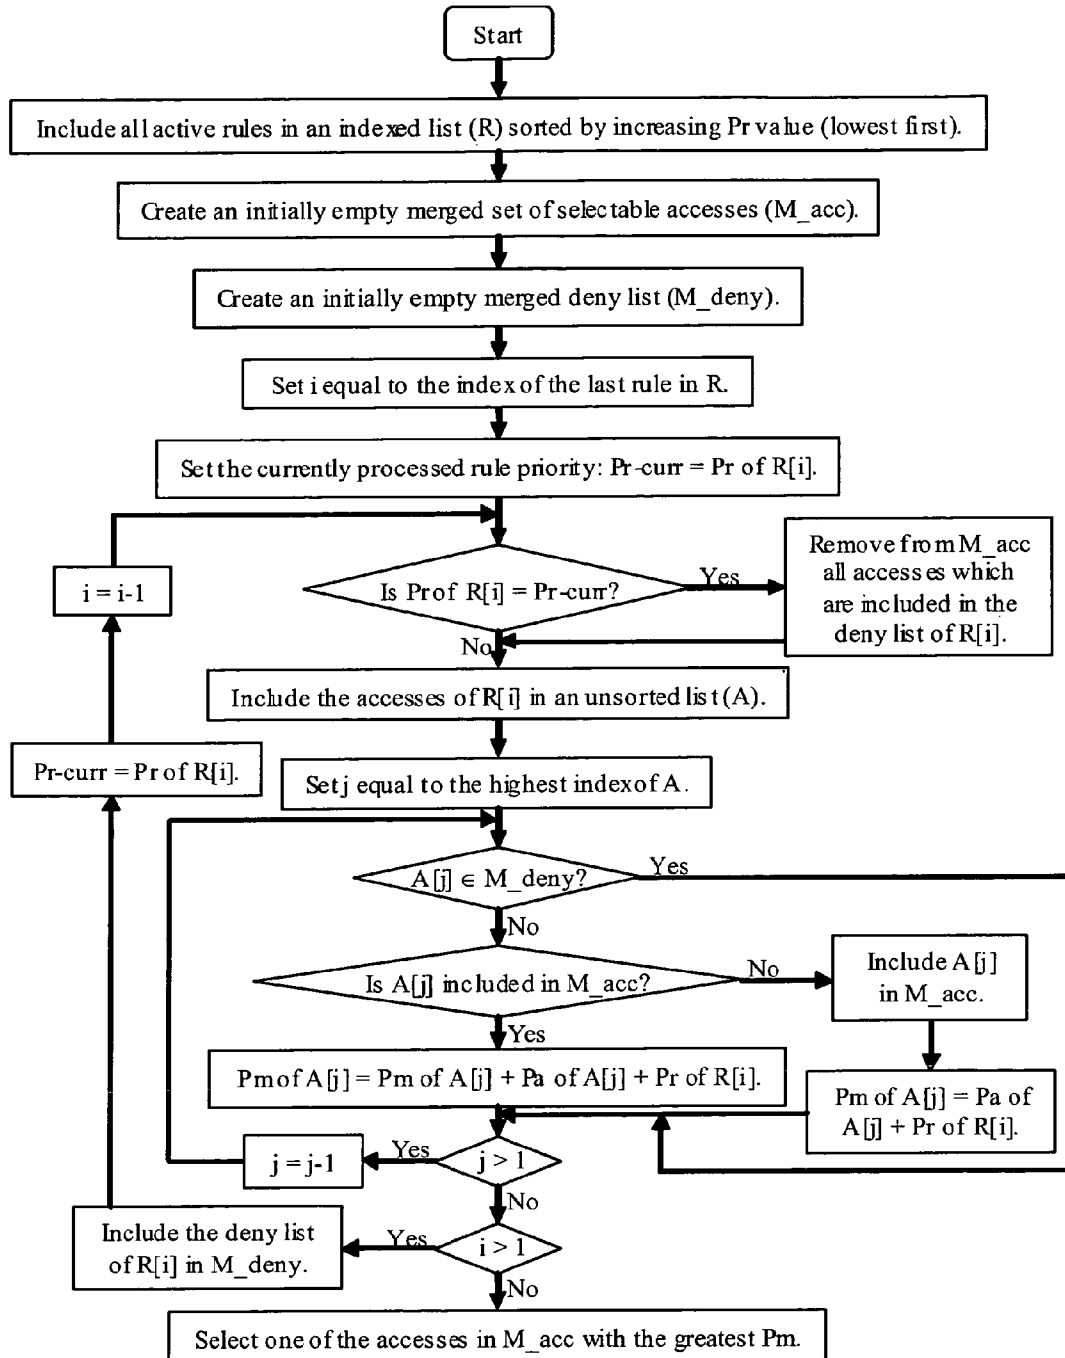 Start
Include all active rules in an indexed list (R) sorted by increasing Pr value (lowest first).
Create an initially empty merged set of selectable accesses (M_acc).
Create an initially empty merged deny list (M_deny).
Set i equal to the index of the last rule in R.
Set the currently processed rule priority: Pr-curr = Pr of R[i].
Is Pr of R[i] = Pr-curr?
Yes
Remove from M_acc
all accesses which
are included in the
deny list of R[i].
i = i-1
No
Include the accesses of R[i] in an unsorted list (A).
Pr-curr = Pr of R[i].
Set j equal to the highest index of A.
A[j] ∈ M_deny?
Yes
No
Is A[j] included in M_acc?
No
Include A[j]
in M_acc.
Yes
Pm of A[j] = Pm of A[j] + Pa of A[j] + Pr of R[i].
Pm of A[j] = Pa of
A[j] + Pr of R[i].
j = j-1
Yes
j > 1
No
Include the deny list
of R[i] in M_deny.
Yes
i > 1
No
Select one of the accesses in M_acc with the greatest Pm.